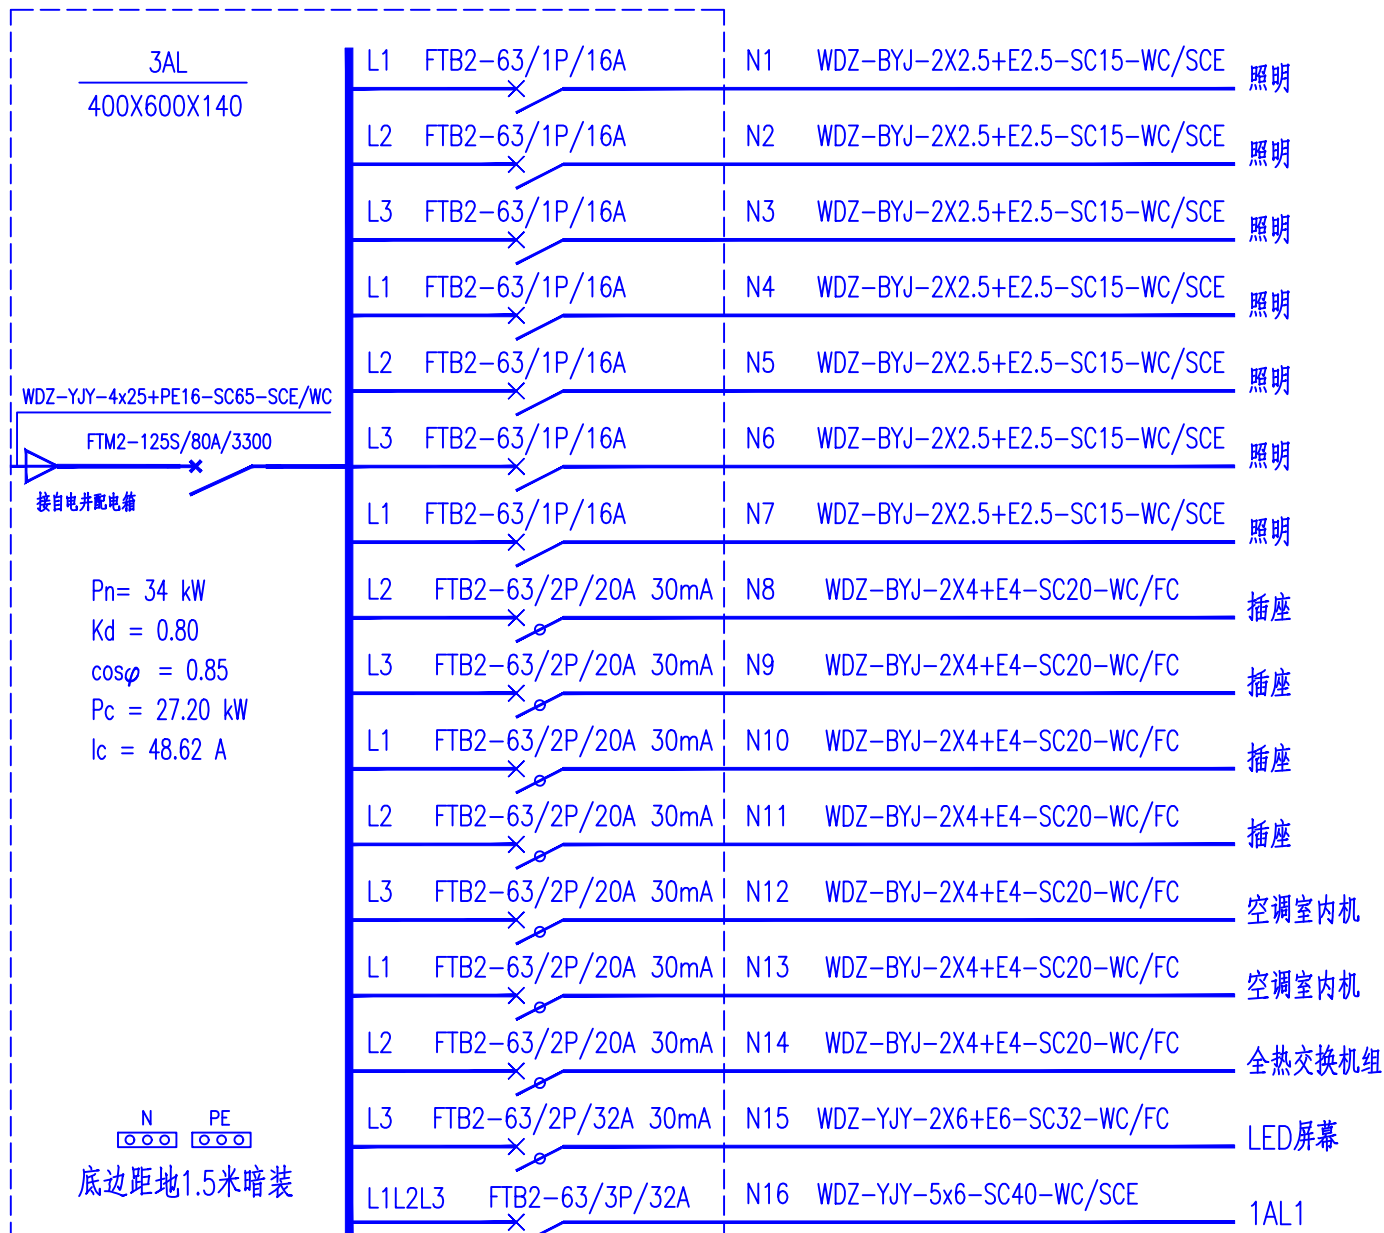 3AL
400X600X140
WDZ-YJY-4x25+PE16-SC65-SCE/WC
FTM2-125S/80A/3300
接自电井配电箱
Pn= 34 kW
Kd = 0.80
cosφ = 0.85
Pc = 27.20 kW
Ic = 48.62 A
N PE
底边距地1.5米暗装
L1 FTB2-63/1P/16A N1 WDZ-BYJ-2X2.5+E2.5-SC15-WC/SCE 照明
L2 FTB2-63/1P/16A N2 WDZ-BYJ-2X2.5+E2.5-SC15-WC/SCE 照明
L3 FTB2-63/1P/16A N3 WDZ-BYJ-2X2.5+E2.5-SC15-WC/SCE 照明
L1 FTB2-63/1P/16A N4 WDZ-BYJ-2X2.5+E2.5-SC15-WC/SCE 照明
L2 FTB2-63/1P/16A N5 WDZ-BYJ-2X2.5+E2.5-SC15-WC/SCE 照明
L3 FTB2-63/1P/16A N6 WDZ-BYJ-2X2.5+E2.5-SC15-WC/SCE 照明
L1 FTB2-63/1P/16A N7 WDZ-BYJ-2X2.5+E2.5-SC15-WC/SCE 照明
L2 FTB2-63/2P/20A 30mA N8 WDZ-BYJ-2X4+E4-SC20-WC/FC 插座
L3 FTB2-63/2P/20A 30mA N9 WDZ-BYJ-2X4+E4-SC20-WC/FC 插座
L1 FTB2-63/2P/20A 30mA N10 WDZ-BYJ-2X4+E4-SC20-WC/FC 插座
L2 FTB2-63/2P/20A 30mA N11 WDZ-BYJ-2X4+E4-SC20-WC/FC 插座
L3 FTB2-63/2P/20A 30mA N12 WDZ-BYJ-2X4+E4-SC20-WC/FC 空调室内机
L1 FTB2-63/2P/20A 30mA N13 WDZ-BYJ-2X4+E4-SC20-WC/FC 空调室内机
L2 FTB2-63/2P/20A 30mA N14 WDZ-BYJ-2X4+E4-SC20-WC/FC 全热交换机组
L3 FTB2-63/2P/32A 30mA N15 WDZ-YJY-2X6+E6-SC32-WC/FC LED屏幕
L1L2L3 FTB2-63/3P/32A N16 WDZ-YJY-5x6-SC40-WC/SCE 1AL1